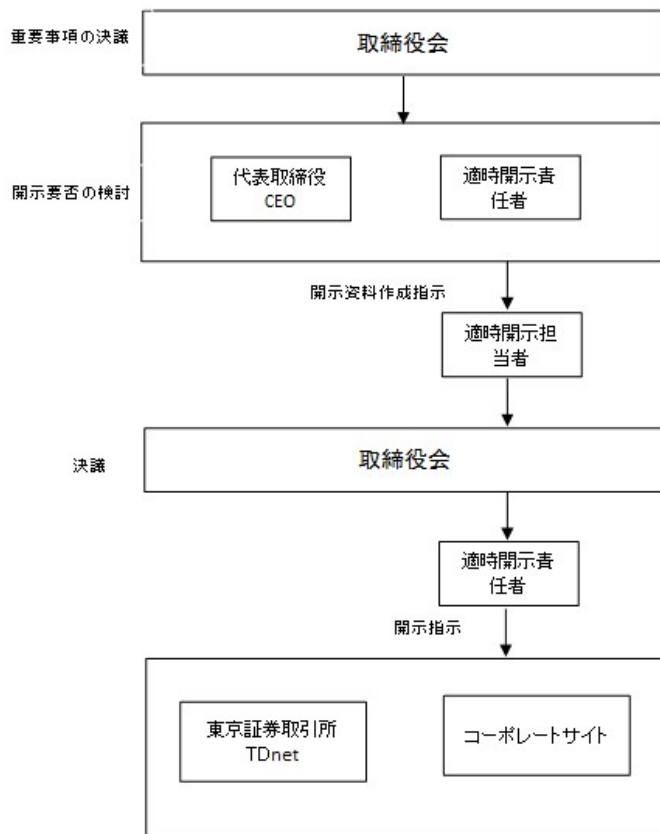 重要事項の決議
取締役会
開示要否の検討
代表取締役
CEO
適時開示責
任者
開示資料作成指示
適時開示担
当者
決議
取締役会
適時開示責
任者
開示指示
東京証券取引所
TDnet
コーポレートサイト